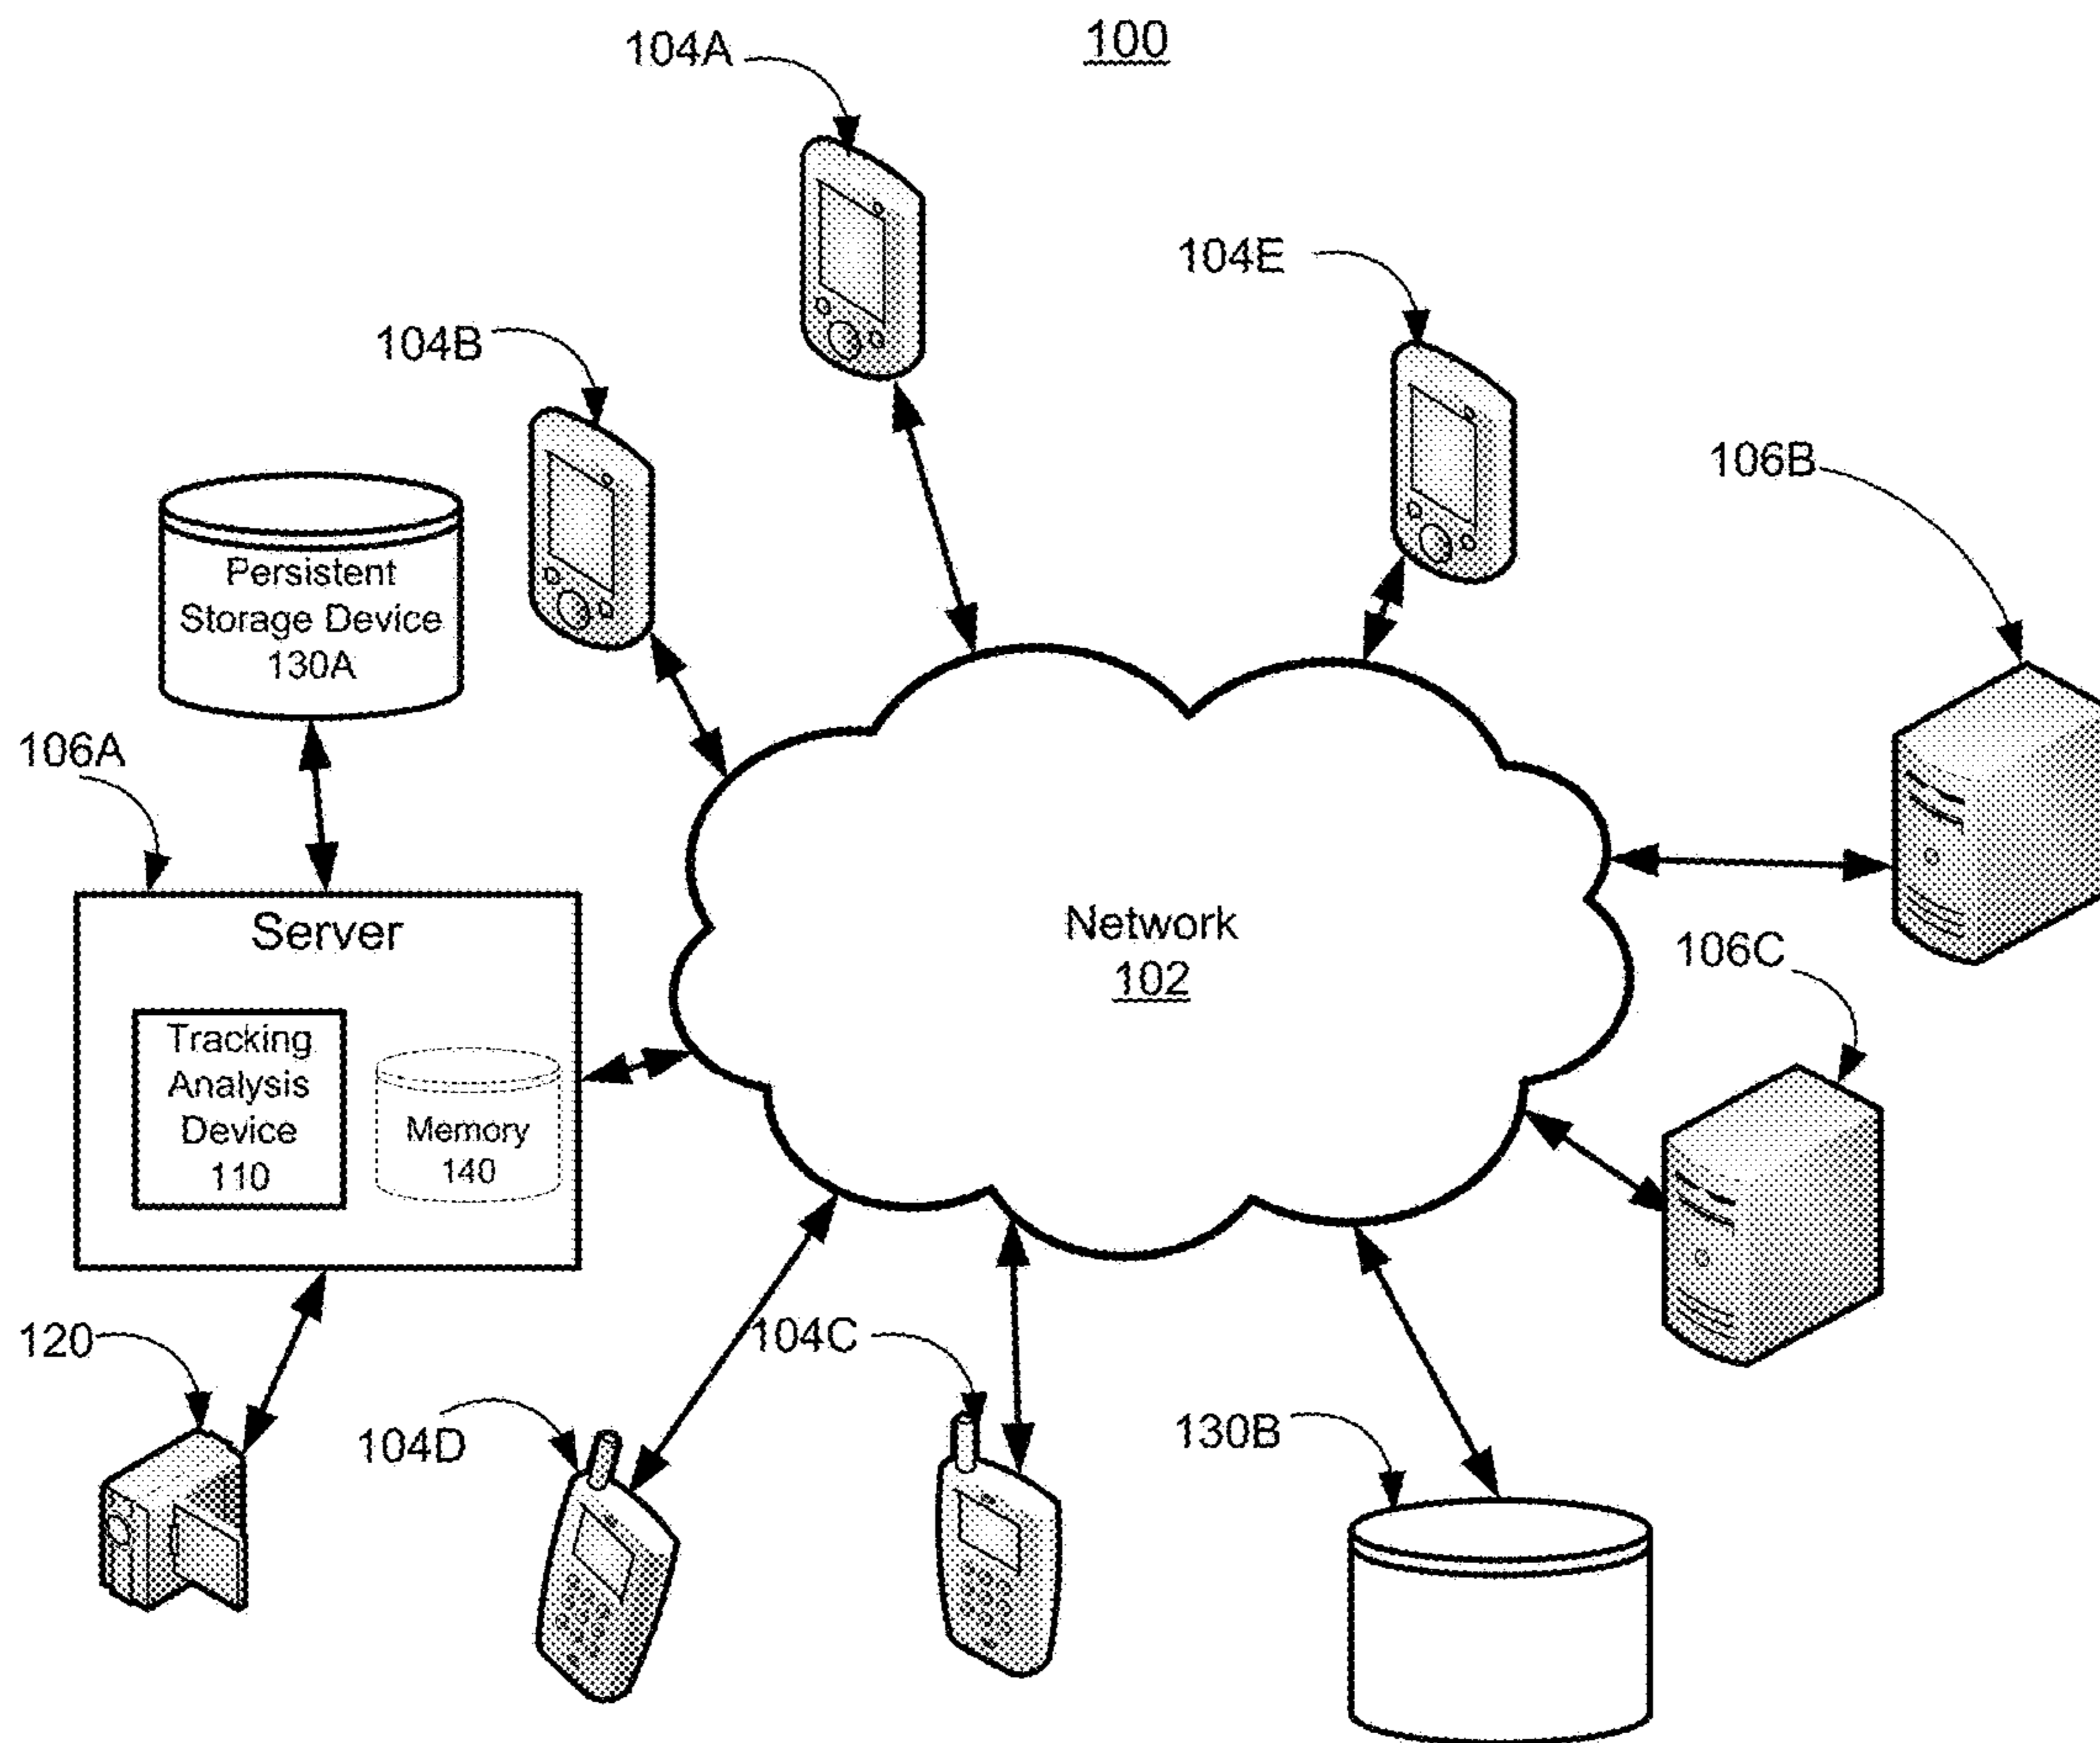 100
104A
104E
104B
106B
Persistent
Storage Device
130A
106A
Server
Network
102
106C
Tracking
Analysis
Device
110
Memory
140
120
104C
104D
130B